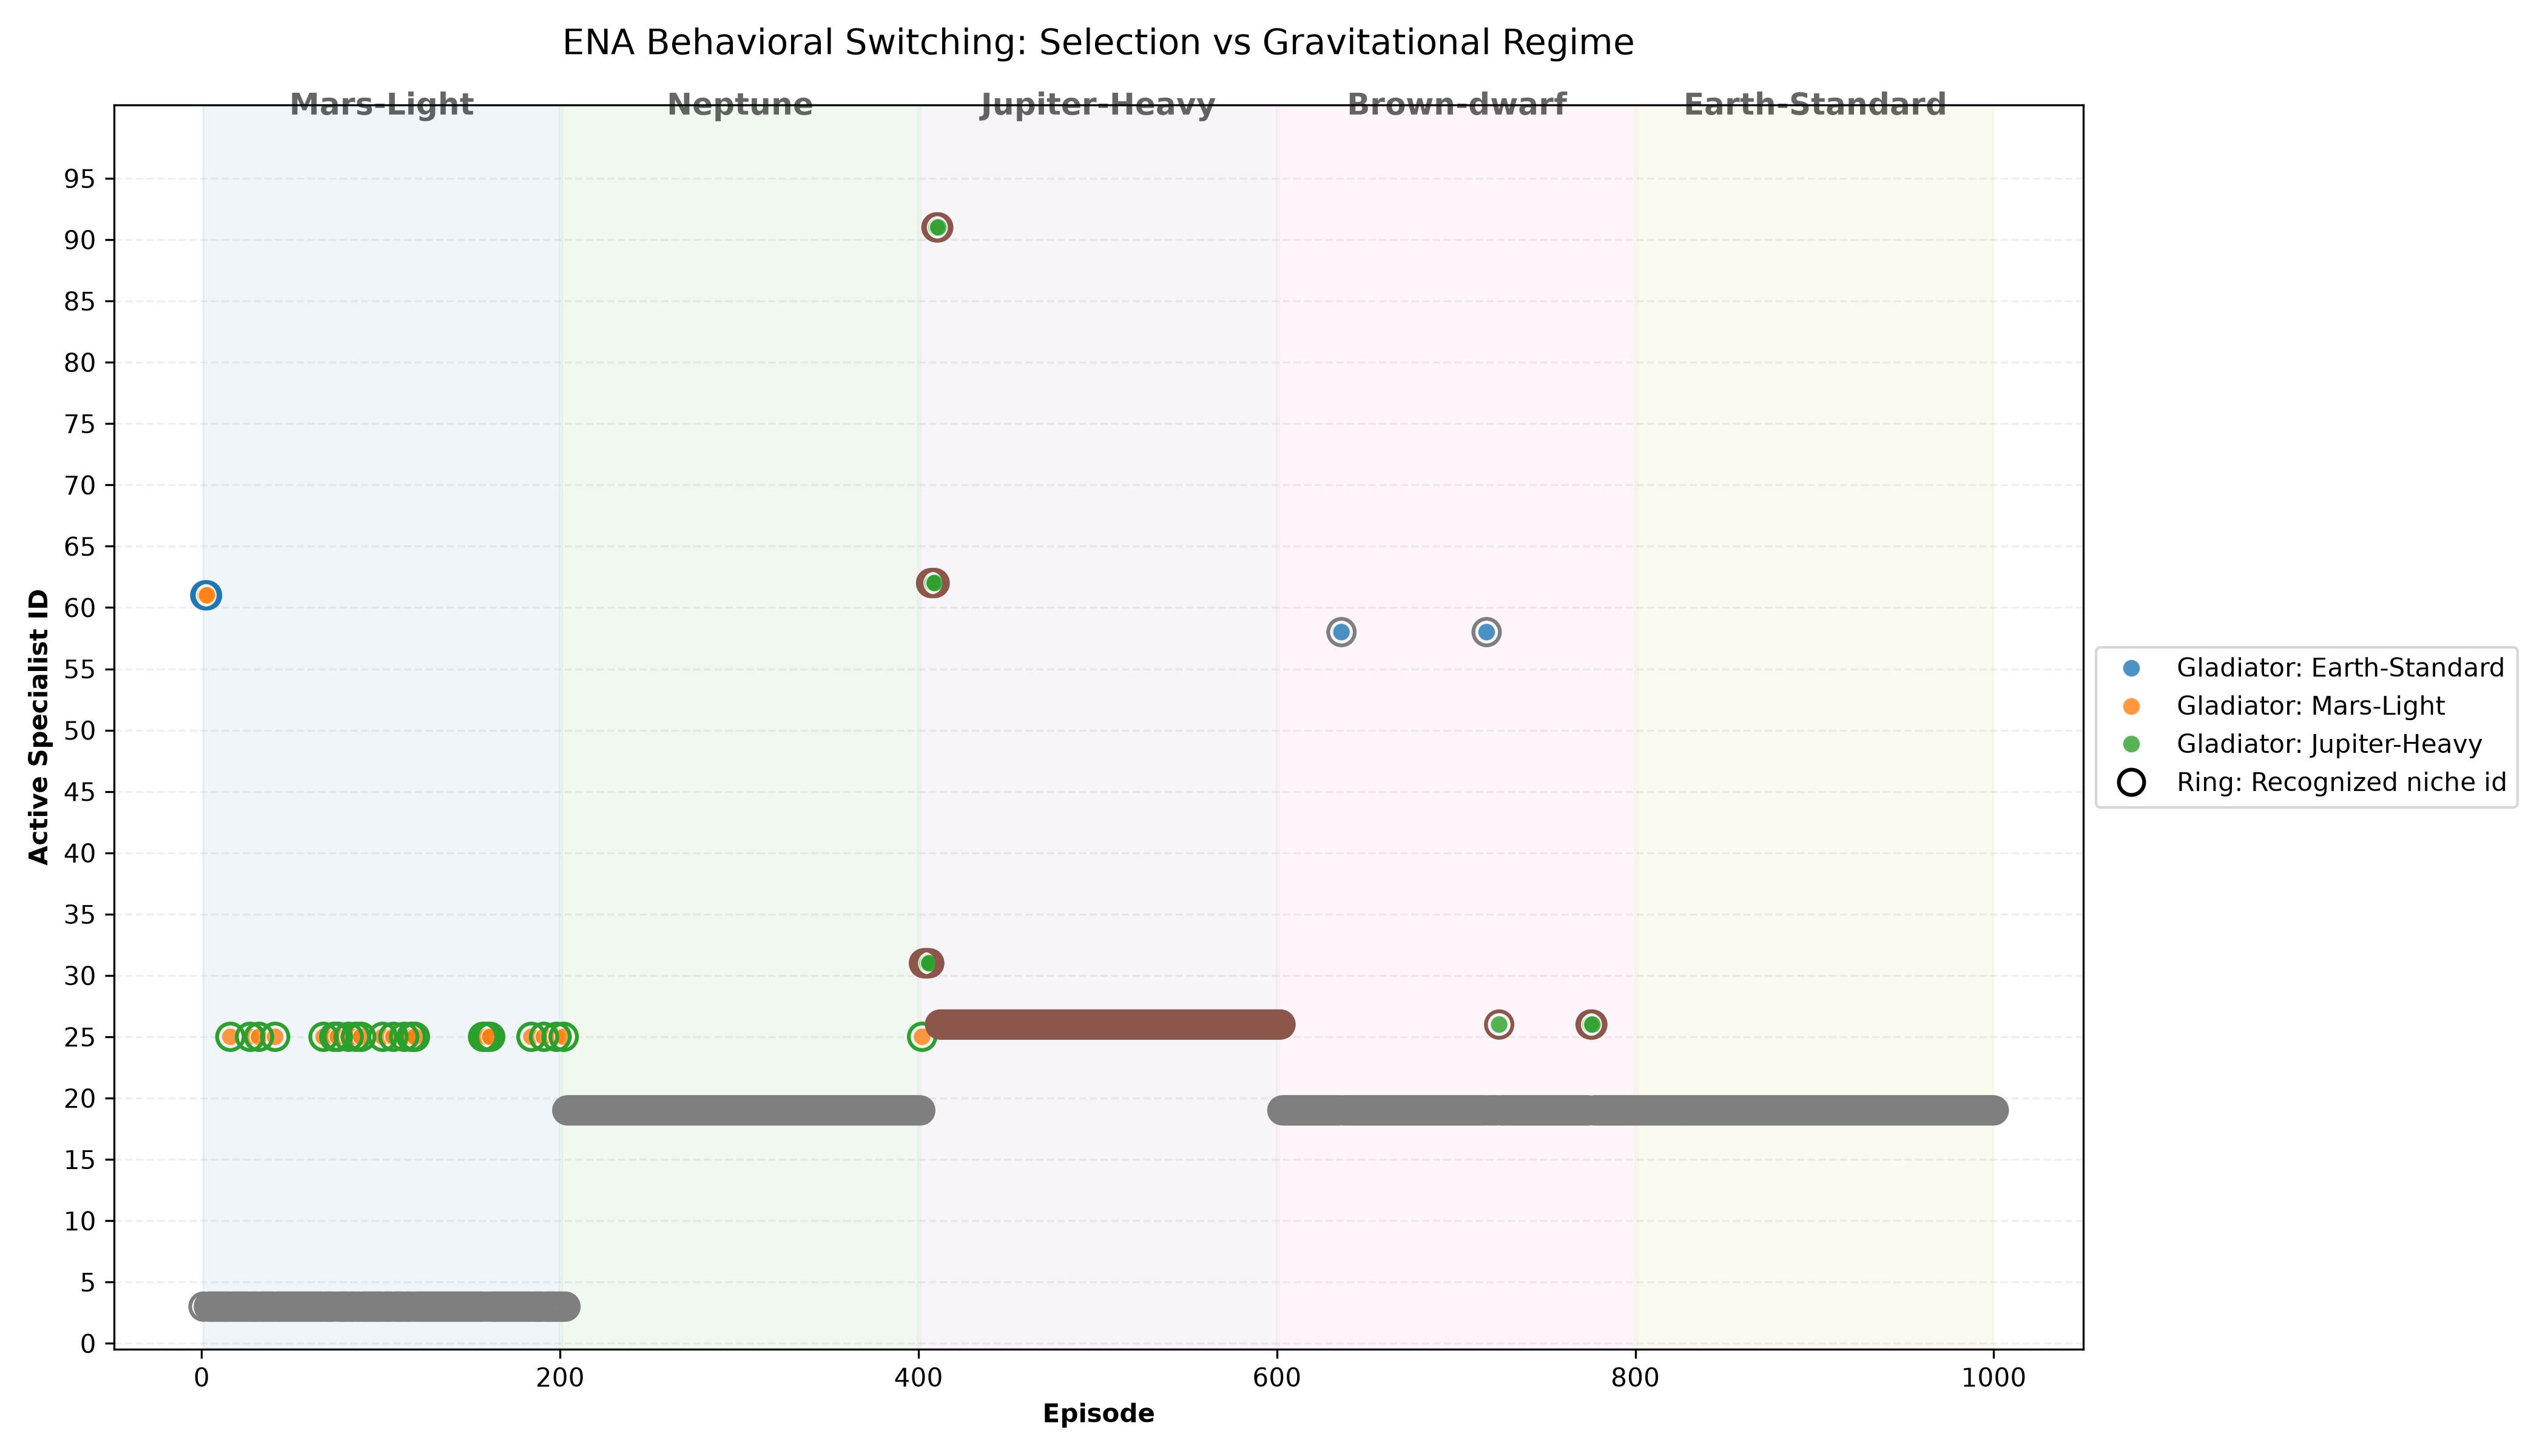 ENA Behavioral Switching: Selection vs Gravitational Regime
Mars-Light Neptune Jupiter-Heavy Brown-dwarf Earth-Standard
95
90
85
80
75
70
65
60
55
50
45
40
35
30
25
20
15
10
5
0
Active Specialist ID
0 200 400 600 800 1000
Episode
Gladiator: Earth-Standard
Gladiator: Mars-Light
Gladiator: Jupiter-Heavy
Ring: Recognized niche id